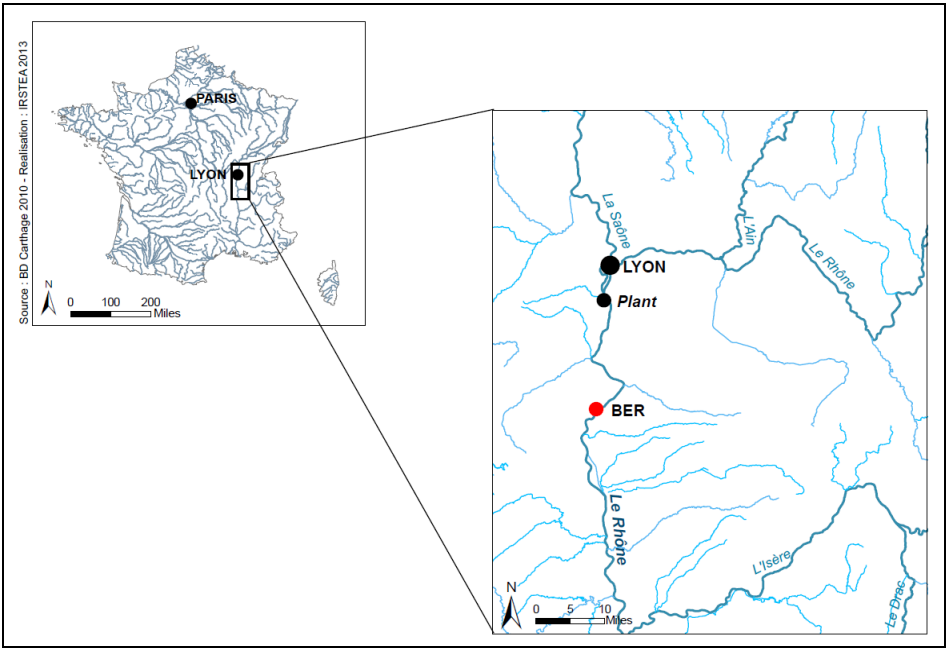 Source : BD Carthage 2010 - Realisation : IRSTEA 2013
PARIS
LYON
N
0 100 200
Miles
La Saône
L'Ain
Le Rhône
LYON
Plant
BER
Le Rhône
L'Isère
Le Drac
N
0 5 10
Miles